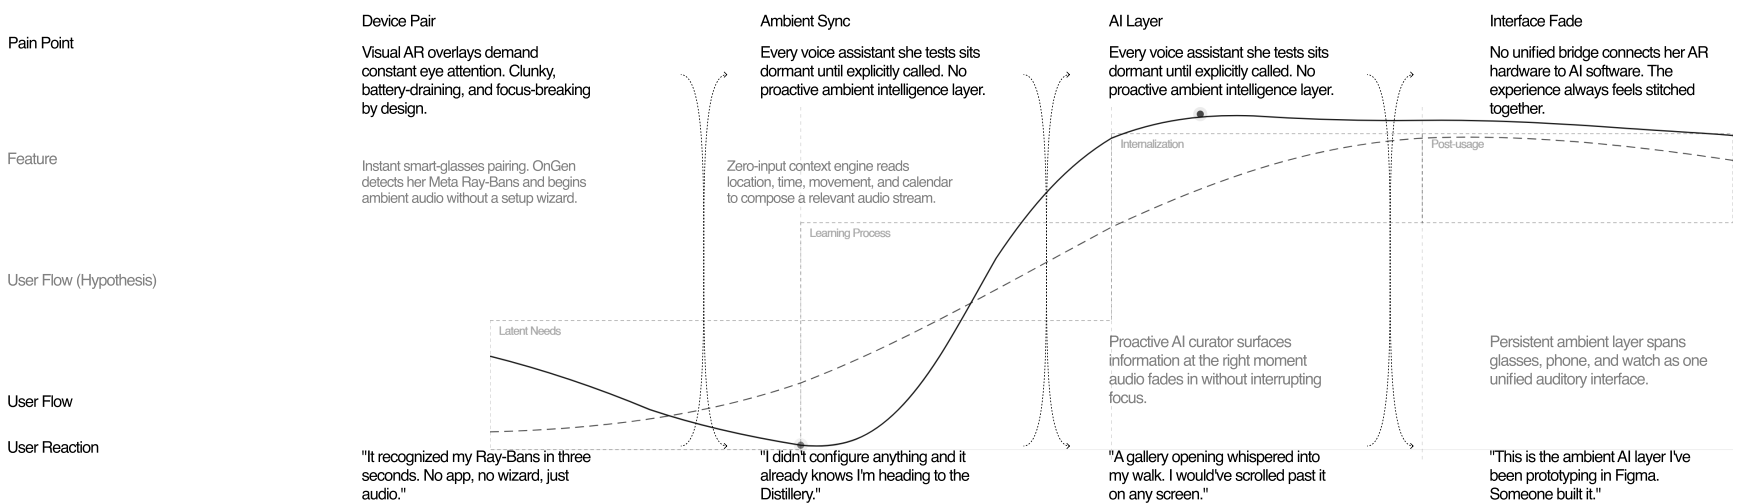 Device Pair
Ambient Sync
AI Layer
Interface Fade
Pain Point
Visual AR overlays demand
constant eye attention. Clunky,
battery-draining, and focus-breaking
by design.
Every voice assistant she tests sits
dormant until explicitly called. No
proactive ambient intelligence layer.
Every voice assistant she tests sits
dormant until explicitly called. No
proactive ambient intelligence layer.
No unified bridge connects her AR
hardware to AI software. The
experience always feels stitched
together.
Internalization
Post-usage
Feature
Instant smart-glasses pairing. OnGen
detects her Meta Ray-Bans and begins
ambient audio without a setup wizard.
Zero-input context engine reads
location, time, movement, and calendar
to compose a relevant audio stream.
Learning Process
User Flow (Hypothesis)
Latent Needs
Proactive AI curator surfaces
information at the right moment
audio fades in without interrupting
focus.
Persistent ambient layer spans
glasses, phone, and watch as one
unified auditory interface.
User Flow
User Reaction
"It recognized my Ray-Bans in three
seconds. No app, no wizard, just
audio."
"I didn't configure anything and it
already knows I'm heading to the
Distillery."
"A gallery opening whispered into
my walk. I would've scrolled past it
on any screen."
"This is the ambient AI layer I've
been prototyping in Figma.
Someone built it."